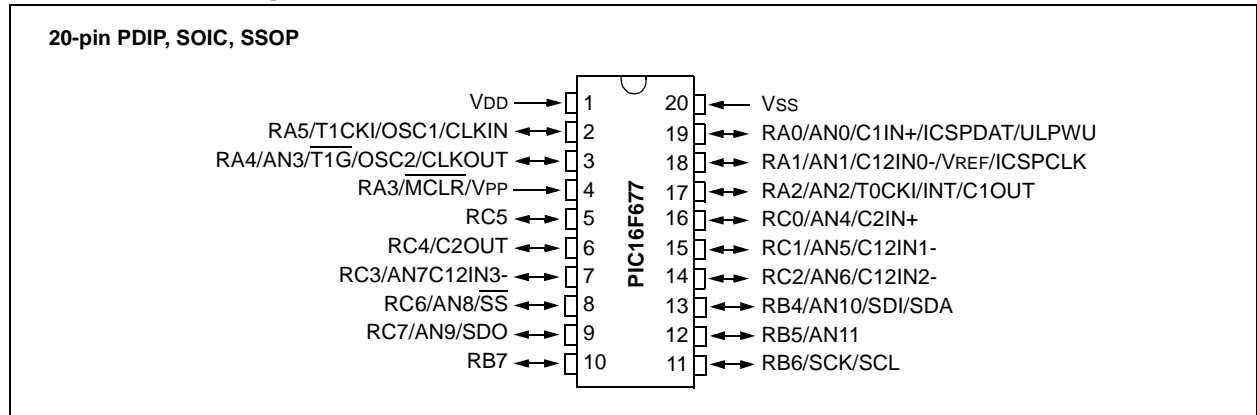 20-pin PDIP, SOIC, SSOP
VDD 1 20 VSS
RA5/T1CKI/OSC1/CLKIN 2 19 RA0/AN0/C1IN+/ICSPDAT/ULPWU
RA4/AN3/T1G/OSC2/CLKOUT 3 18 RA1/AN1/C12IN0-/VREF/ICSPCLK
RA3/MCLR/VPP 4 17 RA2/AN2/T0CKI/INT/C1OUT
RC5 5 16 RC0/AN4/C2IN+
RC4/C2OUT 6 15 RC1/AN5/C12IN1-
RC3/AN7C12IN3- 7 14 RC2/AN6/C12IN2-
RC6/AN8/SS 8 13 RB4/AN10/SDI/SDA
RC7/AN9/SDO 9 12 RB5/AN11
RB7 10 11 RB6/SCK/SCL
PIC16F677